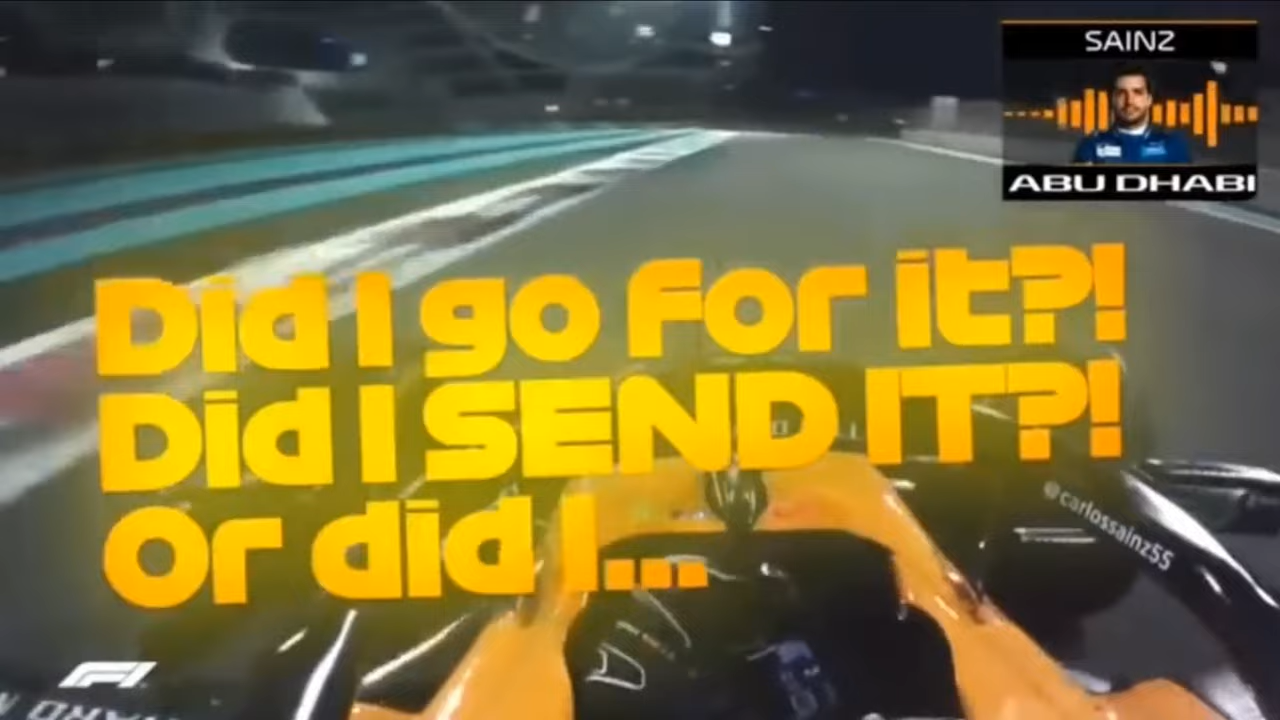 SAINZ
ABU DHABI
Did I go for it?!
Did I SEND IT?!
Or did I...
@carlossainz55
F1